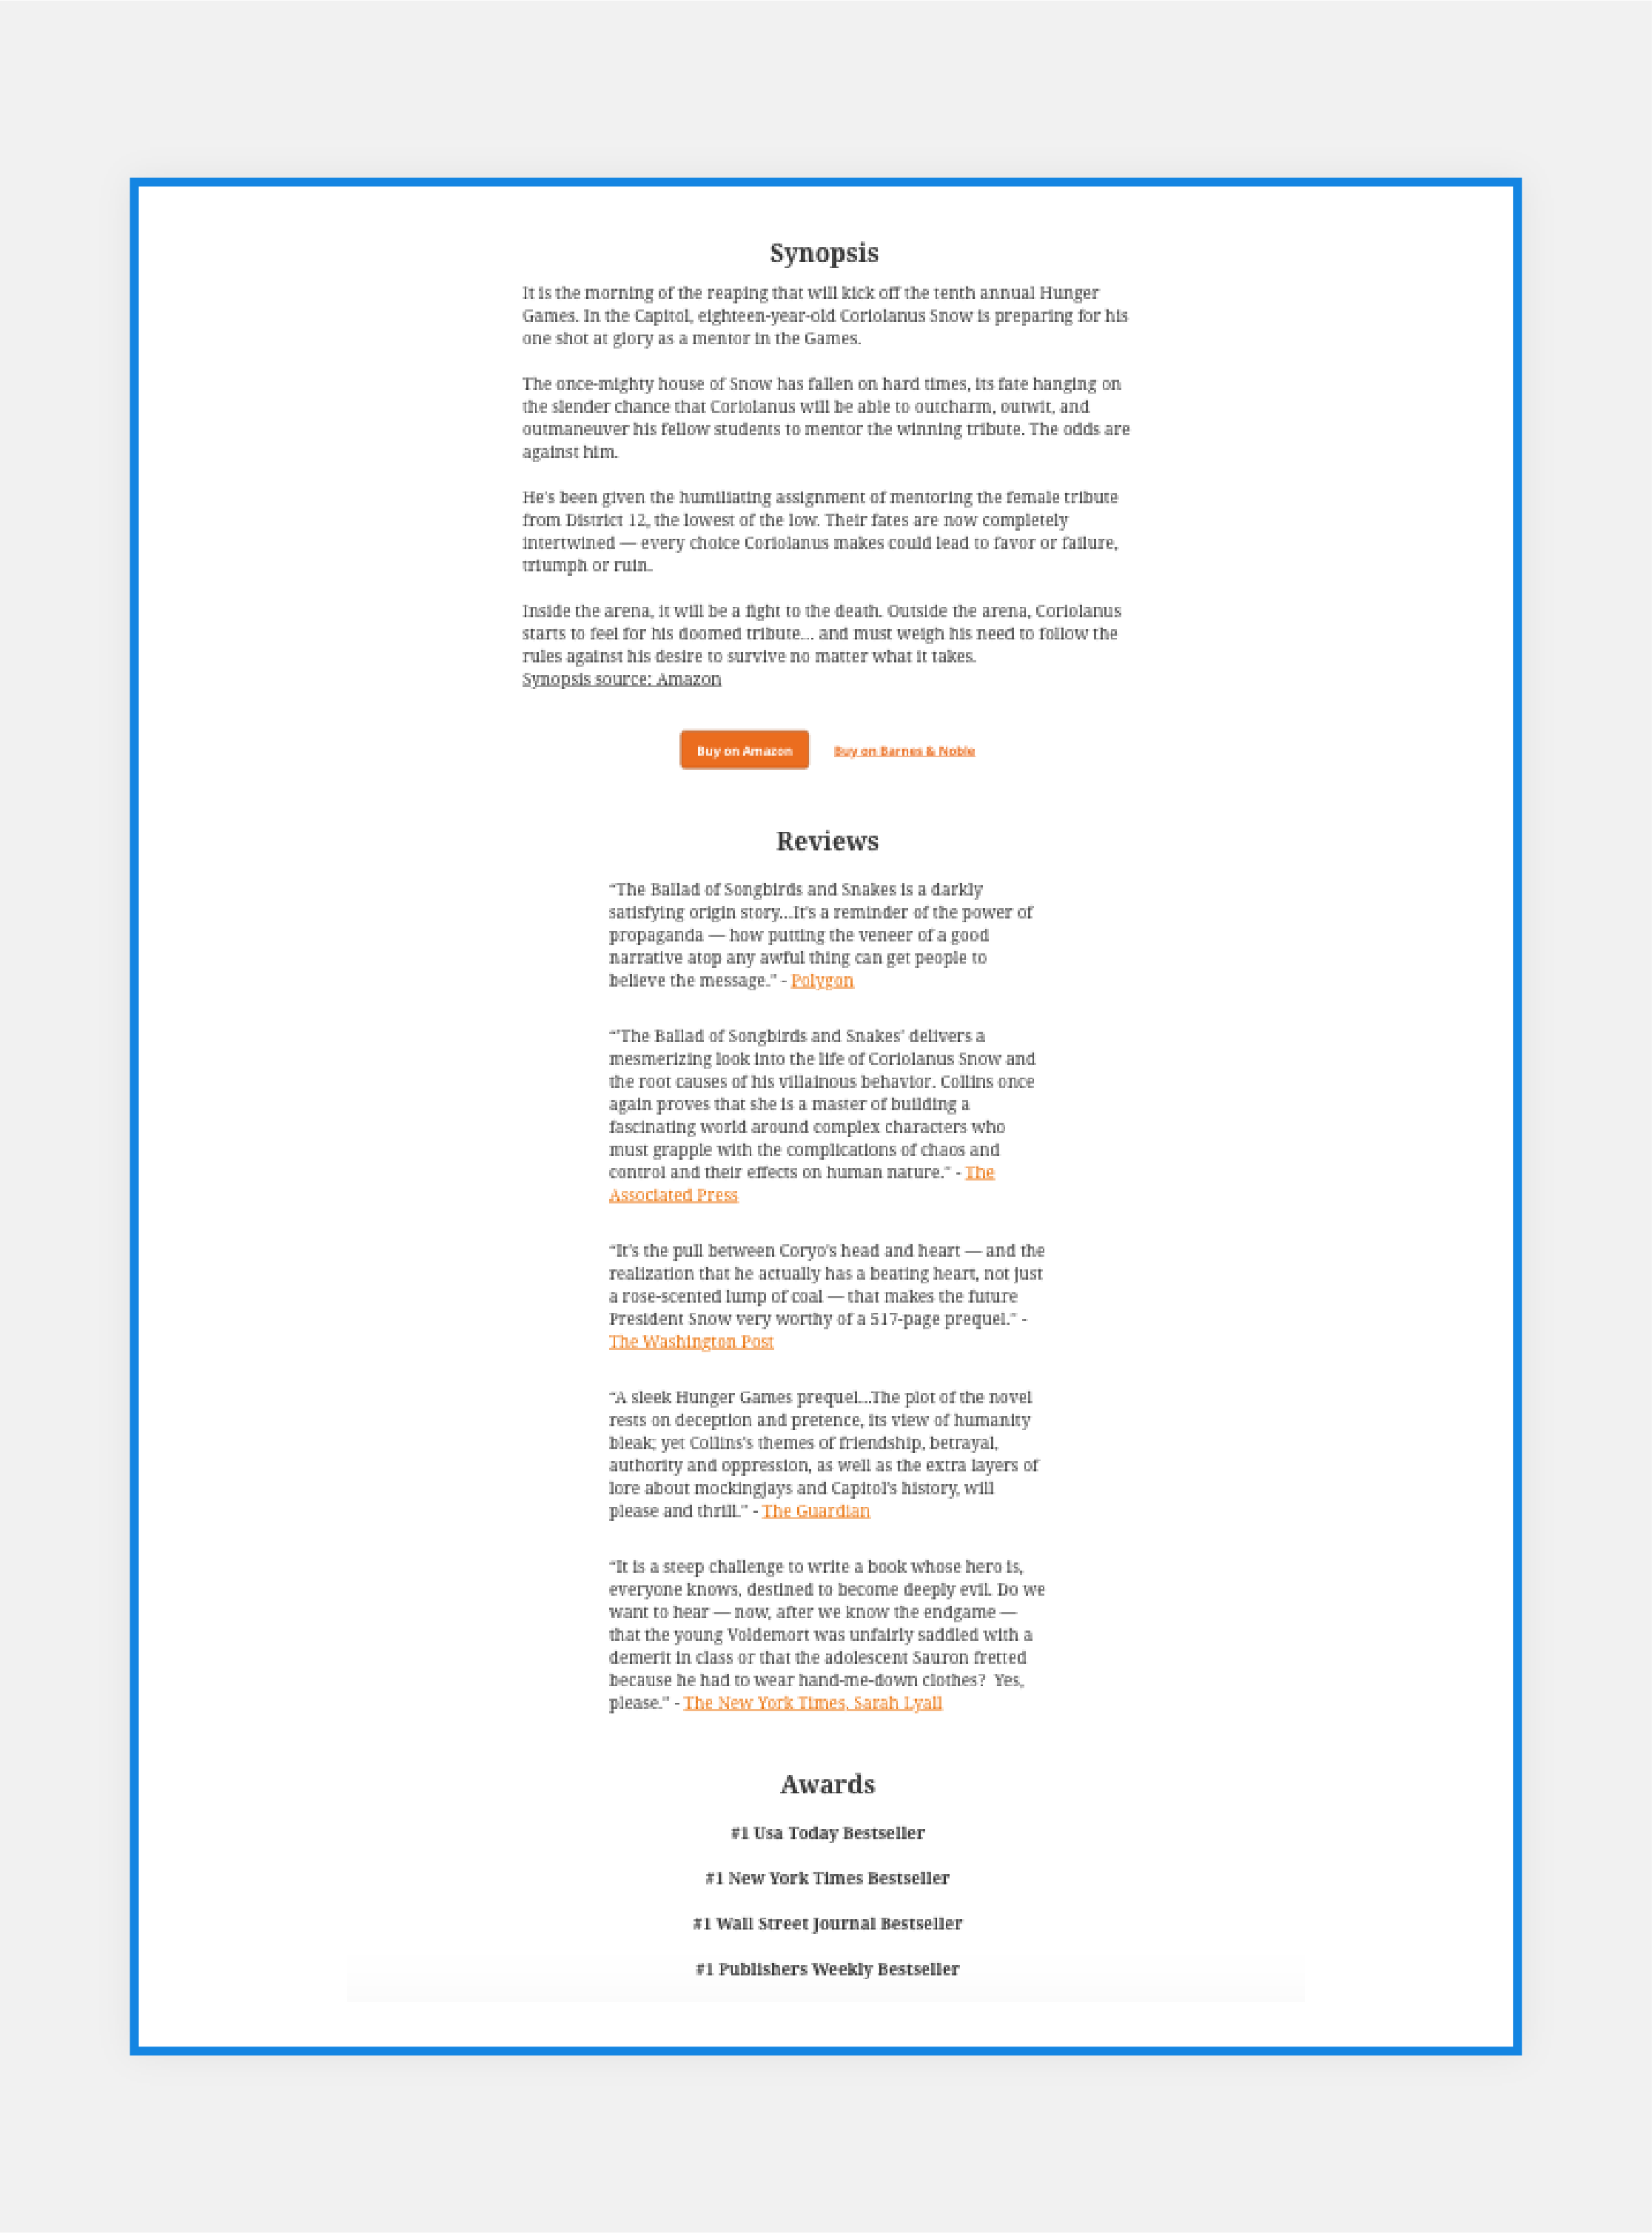 Synopsis
It is the morning of the reaping that will kick off the tenth annual Hunger
Games. In the Capitol, eighteen-year-old Coriolanus Snow is preparing for his
one shot at glory as a mentor in the Games.
The once-mighty house of Snow has fallen on hard times, its fate hanging on
the slender chance that Coriolanus will be able to outcharm, outwit, and
outmaneuver his fellow students to mentor the winning tribute. The odds are
against him.
He's been given the humiliating assignment of mentoring the female tribute
from District 12, the lowest of the low. Their fates are now completely
intertwined — every choice Coriolanus makes could lead to favor or failure,
triumph or ruin.
Inside the arena, it will be a fight to the death. Outside the arena, Coriolanus
starts to feel for his doomed tribute... and must weigh his need to follow the
rules against his desire to survive no matter what it takes.
Synopsis source: Amazon
Buy on Amazon Buy on Barnes & Noble
Reviews
“The Ballad of Songbirds and Snakes is a darkly
satisfying origin story...It's a reminder of the power of
propaganda — how putting the veneer of a good
narrative atop any awful thing can get people to
believe the message.” - Polygon
“'The Ballad of Songbirds and Snakes' delivers a
mesmerizing look into the life of Coriolanus Snow and
the root causes of his villainous behavior. Collins once
again proves that she is a master of building a
fascinating world around complex characters who
must grapple with the complications of chaos and
control and their effects on human nature.” - The
Associated Press
“It's the pull between Coryo's head and heart — and the
realization that he actually has a beating heart, not just
a rose-scented lump of coal — that makes the future
President Snow very worthy of a 517-page prequel.” -
The Washington Post
“A sleek Hunger Games prequel...The plot of the novel
rests on deception and pretence, its view of humanity
bleak; yet Collins's themes of friendship, betrayal,
authority and oppression, as well as the extra layers of
lore about mockingjays and Capitol's history, will
please and thrill.” - The Guardian
“It is a steep challenge to write a book whose hero is,
everyone knows, destined to become deeply evil. Do we
want to hear — now, after we know the endgame —
that the young Voldemort was unfairly saddled with a
demerit in class or that the adolescent Sauron fretted
because he had to wear hand-me-down clothes?  Yes,
please.” - The New York Times, Sarah Lyall
Awards
#1 Usa Today Bestseller
#1 New York Times Bestseller
#1 Wall Street Journal Bestseller
#1 Publishers Weekly Bestseller